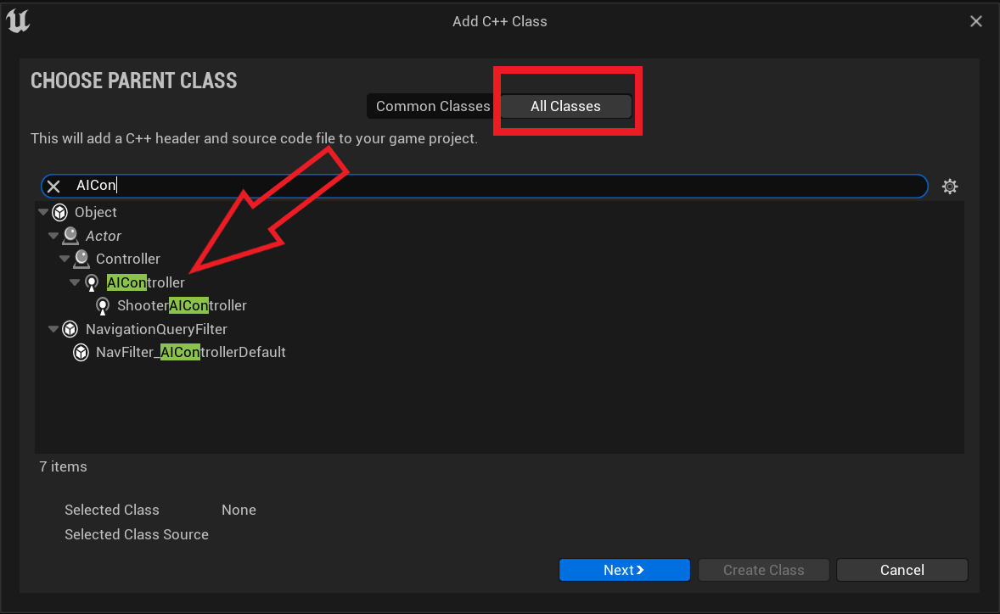 Add C++ Class
CHOOSE PARENT CLASS
Common Classes
All Classes
This will add a C++ header and source code file to your game project.
AICon
Object
Actor
Controller
AIController
ShooterAIController
NavigationQueryFilter
NavFilter_AIControllerDefault
7 items
Selected Class None
Selected Class Source
Next
Create Class
Cancel